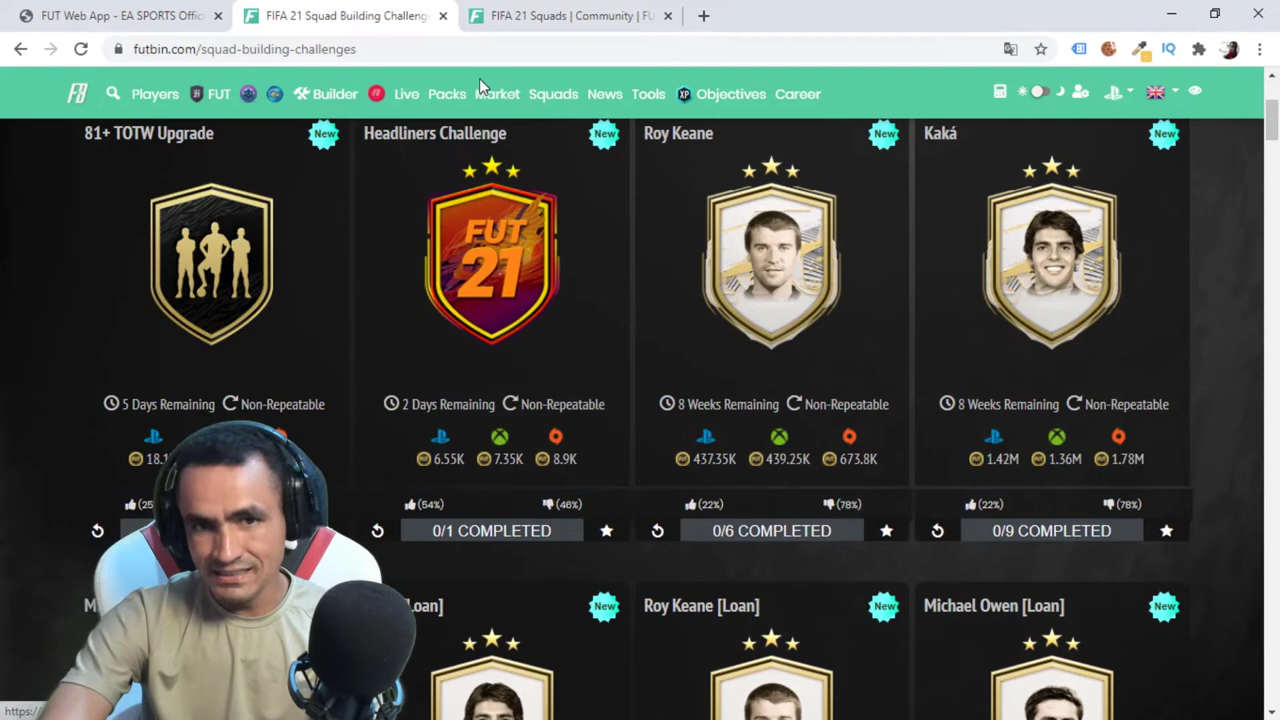 FUT Web App - EA SPORTS Offici
FIFA 21 Squad Building Challenge
FIFA 21 Squads | Community | FU
futbin.com/squad-building-challenges
F8 Players FUT Builder Live Packs Market Squads News Tools Objectives Career
81+ TOTW Upgrade New
Headliners Challenge New
Roy Keane New
Kaká New
FUT
21
5 Days Remaining Non-Repeatable
2 Days Remaining Non-Repeatable
8 Weeks Remaining Non-Repeatable
8 Weeks Remaining Non-Repeatable
18.1
6.55K 7.35K 8.9K
437.35K 439.25K 673.8K
1.42M 1.36M 1.78M
(54%) (46%)
(22%) (78%)
(22%) (78%)
0/1 COMPLETED
0/6 COMPLETED
0/9 COMPLETED
Loan] New
Roy Keane [Loan] New
Michael Owen [Loan] New
https:/